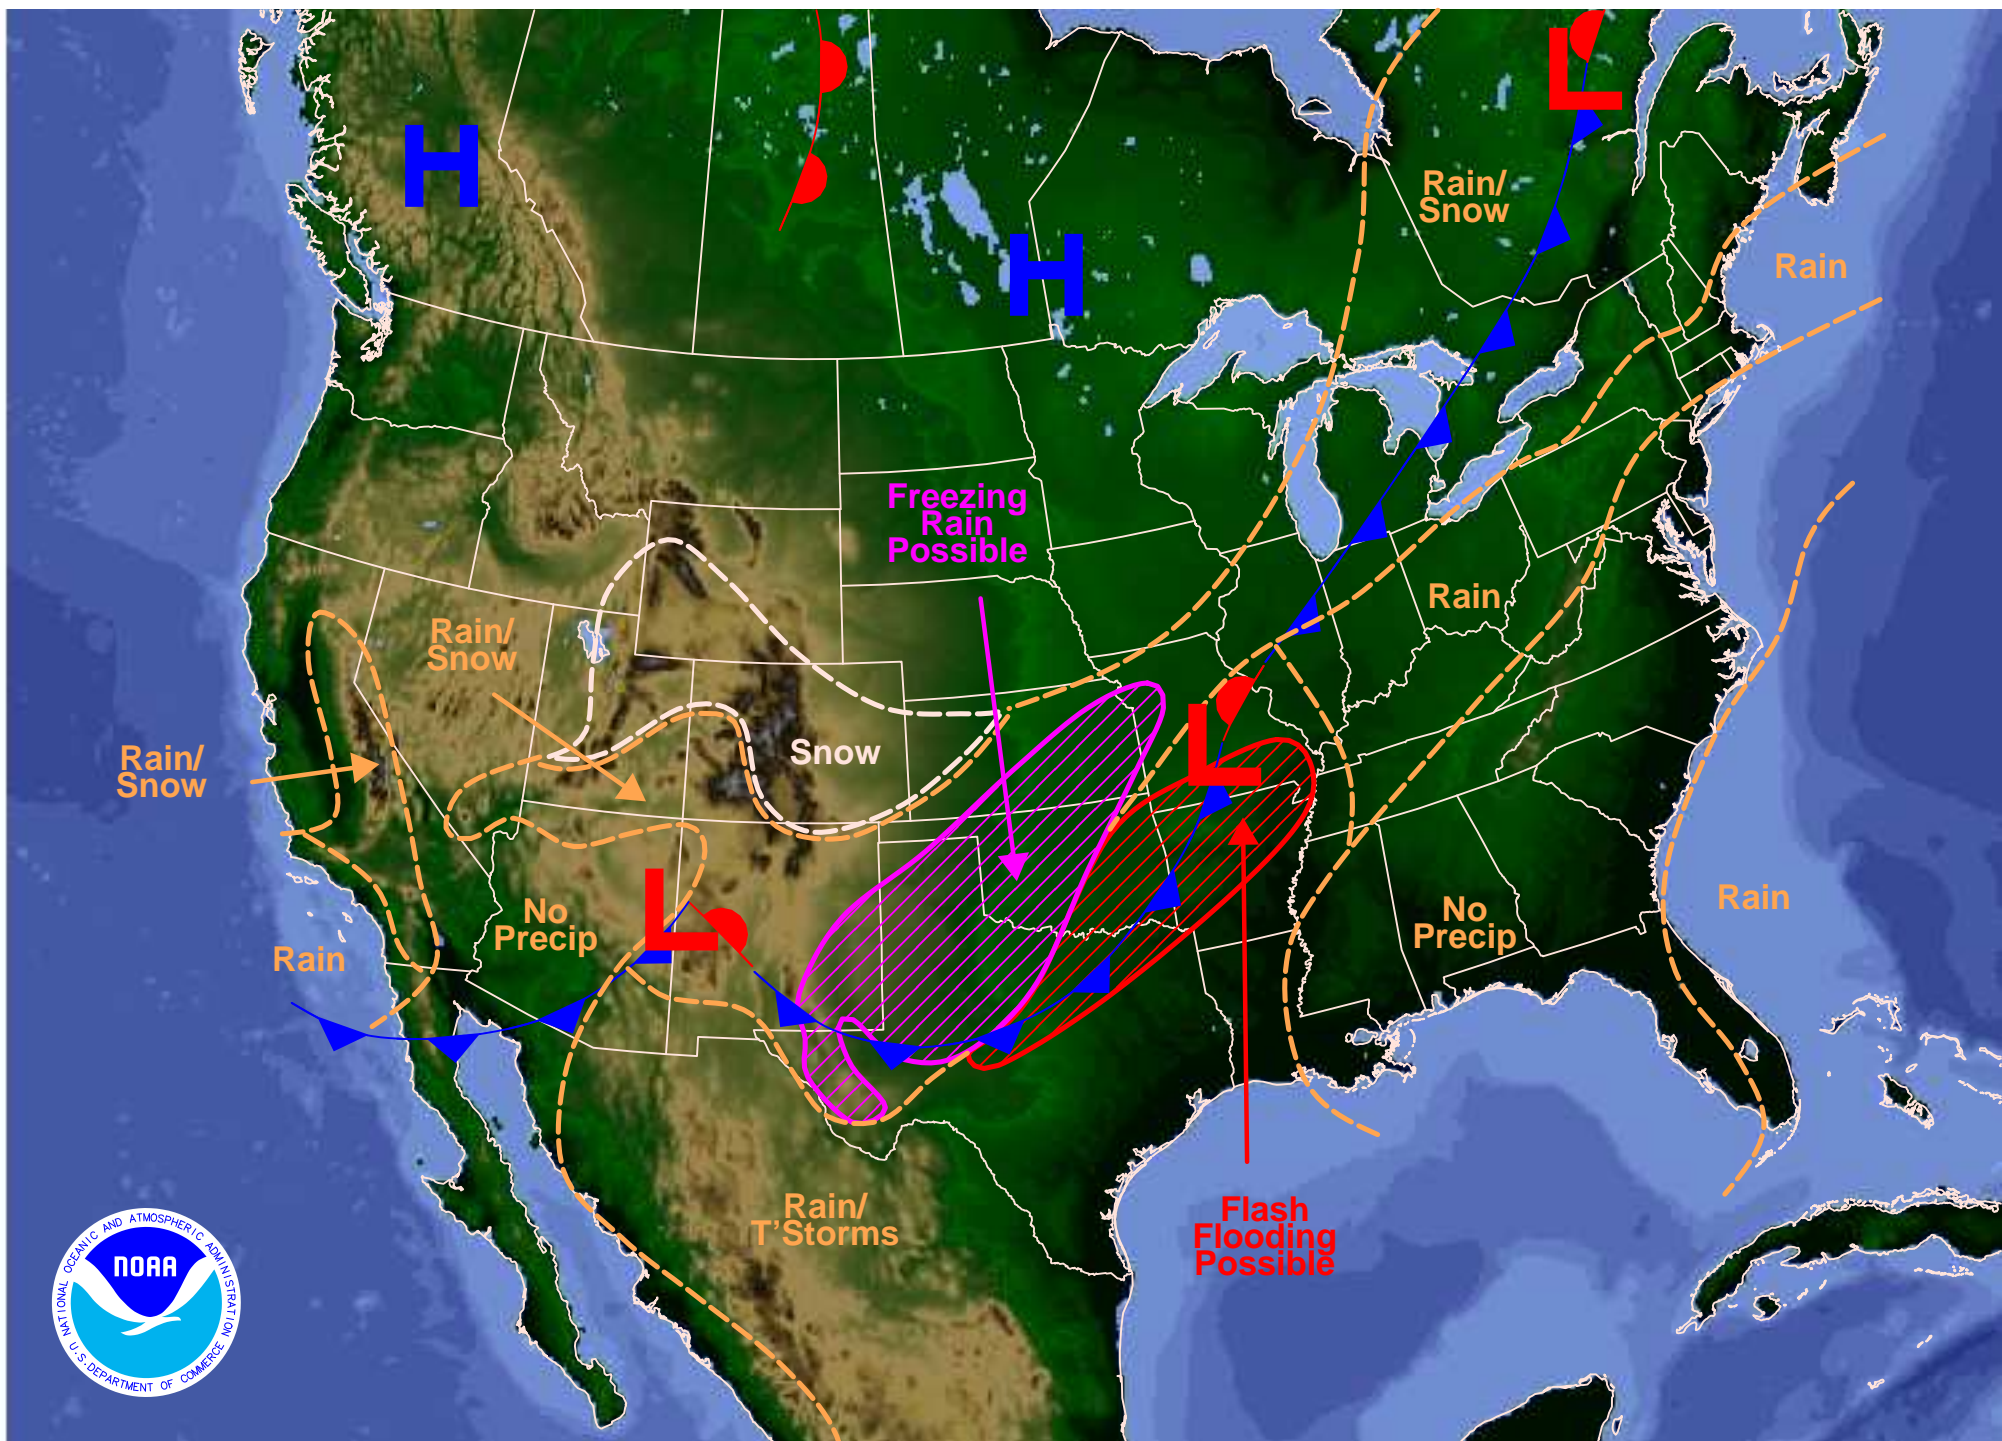 H
L
Rain/
Snow
Rain
H
Freezing
Rain
Possible
Rain/
Snow
Rain
Rain/
Snow
Snow
L
L
No
Precip
Rain
No
Precip
Rain
Rain/
T'Storms
Flash
Flooding
Possible
NATIONAL OCEANIC AND ATMOSPHERIC ADMINISTRATION
NOAA
U.S. DEPARTMENT OF COMMERCE